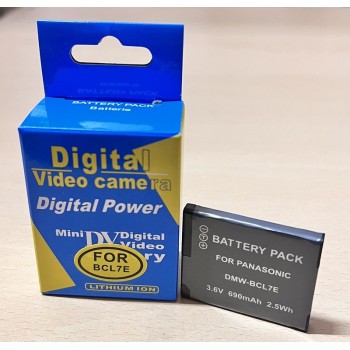 BATTERY PACK
Batterie
Digital
Video camera
Digital Power
Mini DV Digital
Video
FOR
BCL7E
LITHIUM ION
BATTERY PACK
FOR PANASONIC
DMW-BCL7E
3.6V 690mAh 2.5Wh